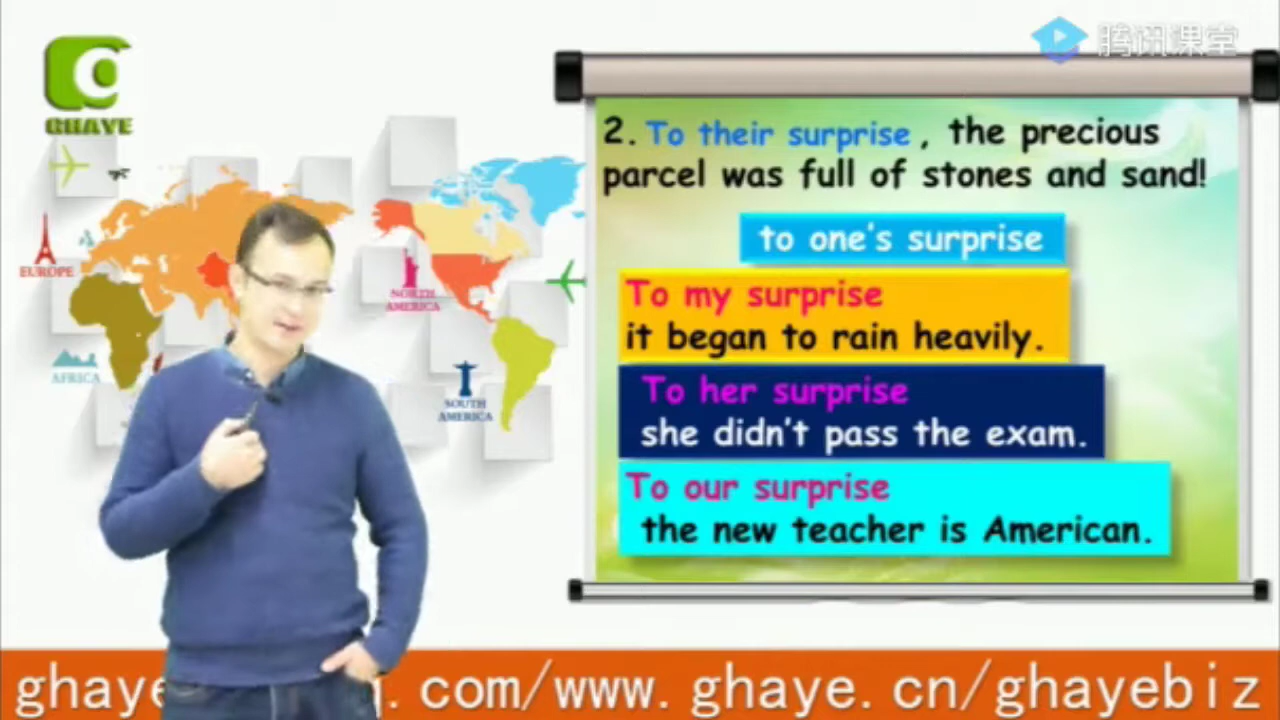 腾讯课堂
GHAYE
2. To their surprise, the precious
parcel was full of stones and sand!
to one's surprise
To my surprise
it began to rain heavily.
To her surprise
she didn't pass the exam.
To our surprise
the new teacher is American.
EUROPE
NORTH
AMERICA
AFRICA
SOUTH
AMERICA
ghaye q.com/www.ghaye.cn/ghayebiz